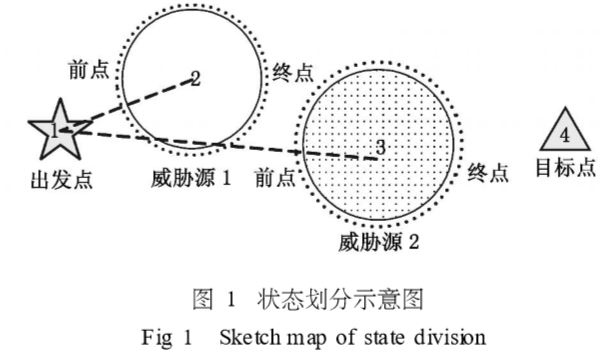 前点
2
终点
1
3
4
出发点
威胁源 1
前点
终点
目标点
威胁源 2
图 1 状态划分示意图
Fig 1 Sketch map of state division